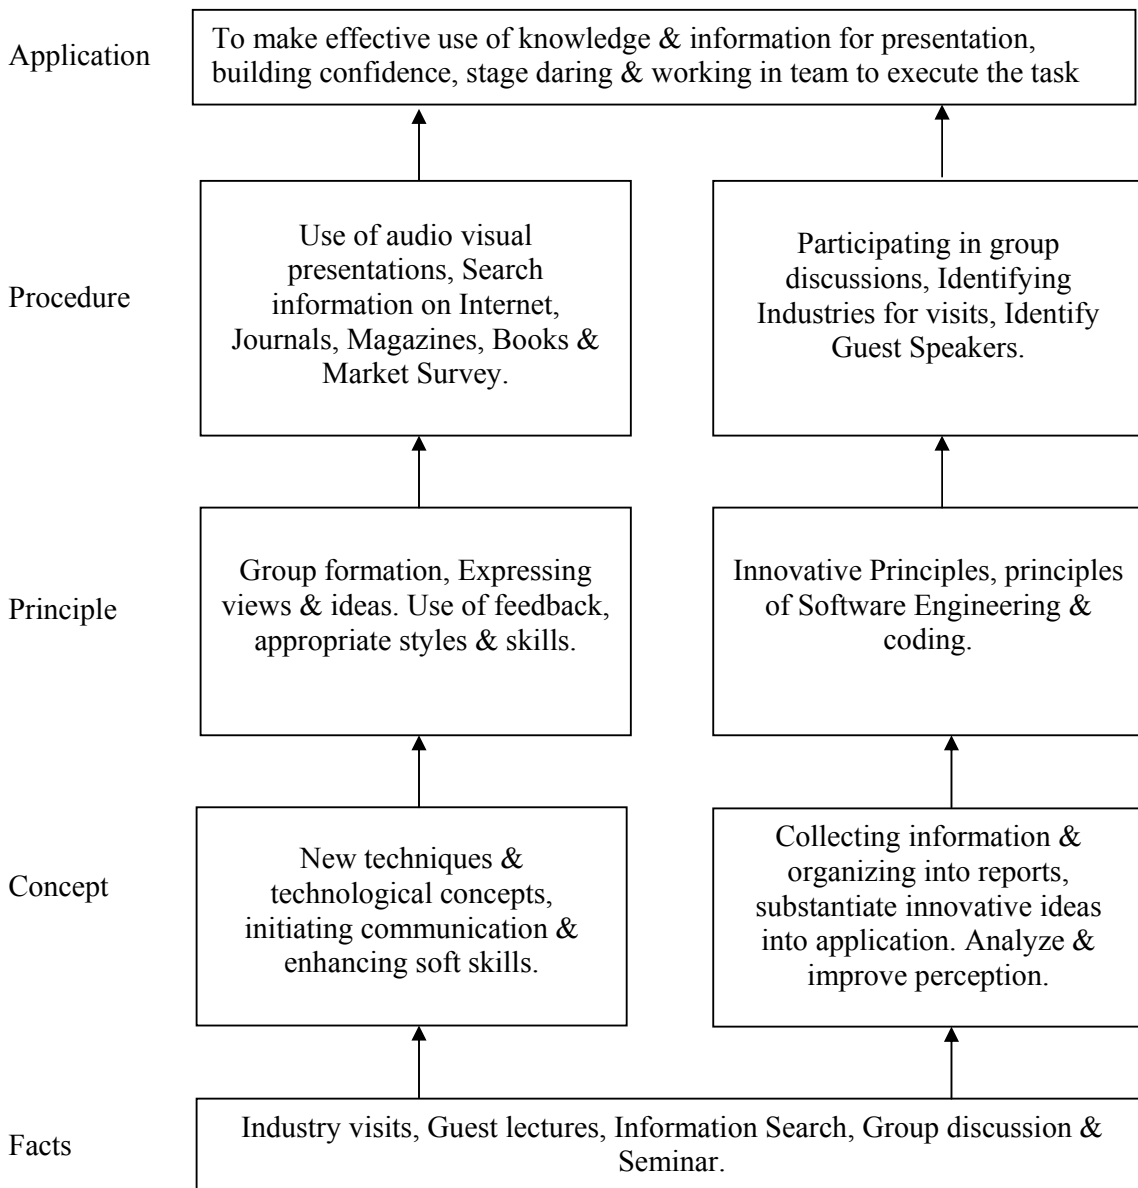 Application
To make effective use of knowledge & information for presentation,
building confidence, stage daring & working in team to execute the task
Procedure
Use of audio visual
presentations, Search
information on Internet,
Journals, Magazines, Books &
Market Survey.
Participating in group
discussions, Identifying
Industries for visits, Identify
Guest Speakers.
Principle
Group formation, Expressing
views & ideas. Use of feedback,
appropriate styles & skills.
Innovative Principles, principles
of Software Engineering &
coding.
Concept
New techniques &
technological concepts,
initiating communication &
enhancing soft skills.
Collecting information &
organizing into reports,
substantiate innovative ideas
into application. Analyze &
improve perception.
Facts
Industry visits, Guest lectures, Information Search, Group discussion &
Seminar.